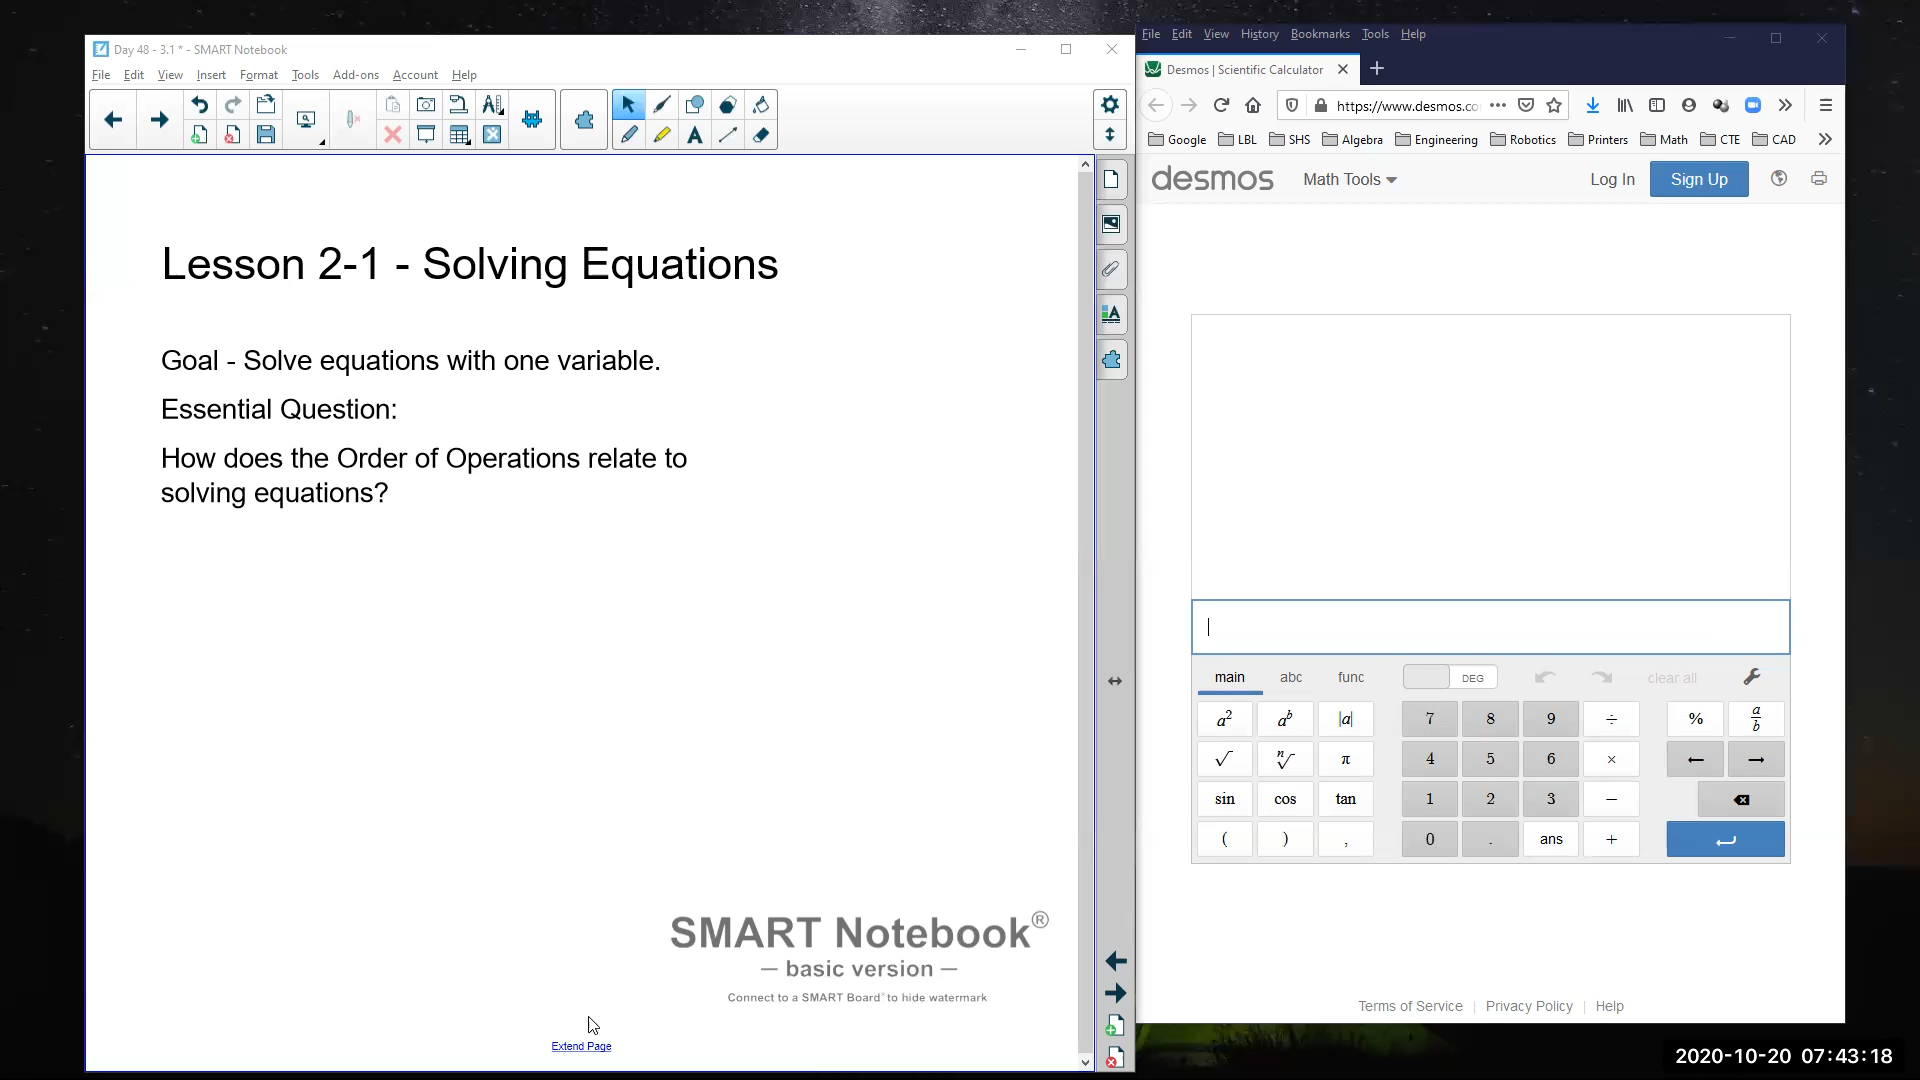 Day 48 - 3.1 * - SMART Notebook
File Edit View Insert Format Tools Add-ons Account Help
Lesson 2-1 - Solving Equations
Goal - Solve equations with one variable.
Essential Question:
How does the Order of Operations relate to
solving equations?
SMART Notebook®
— basic version —
Connect to a SMART Board® to hide watermark
Extend Page
File Edit View History Bookmarks Tools Help
Desmos | Scientific Calculator
https://www.desmos.co
Google LBL SHS Algebra Engineering Robotics Printers Math CTE CAD
desmos Math Tools Log In Sign Up
main abc func DEG clear all
a² aᵇ |a| 7 8 9 ÷ % a/b
√ ⁿ√ π 4 5 6 × ← →
sin cos tan 1 2 3 −
( ) , 0 . ans +
Terms of Service | Privacy Policy | Help
2020-10-20 07:43:18